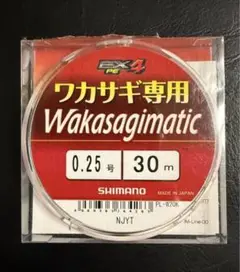 EX4
PE
ワカサギ専用
Wakasagimatic
0.25号 30m
SHIMANO
MADE IN JAPAN
NJYT